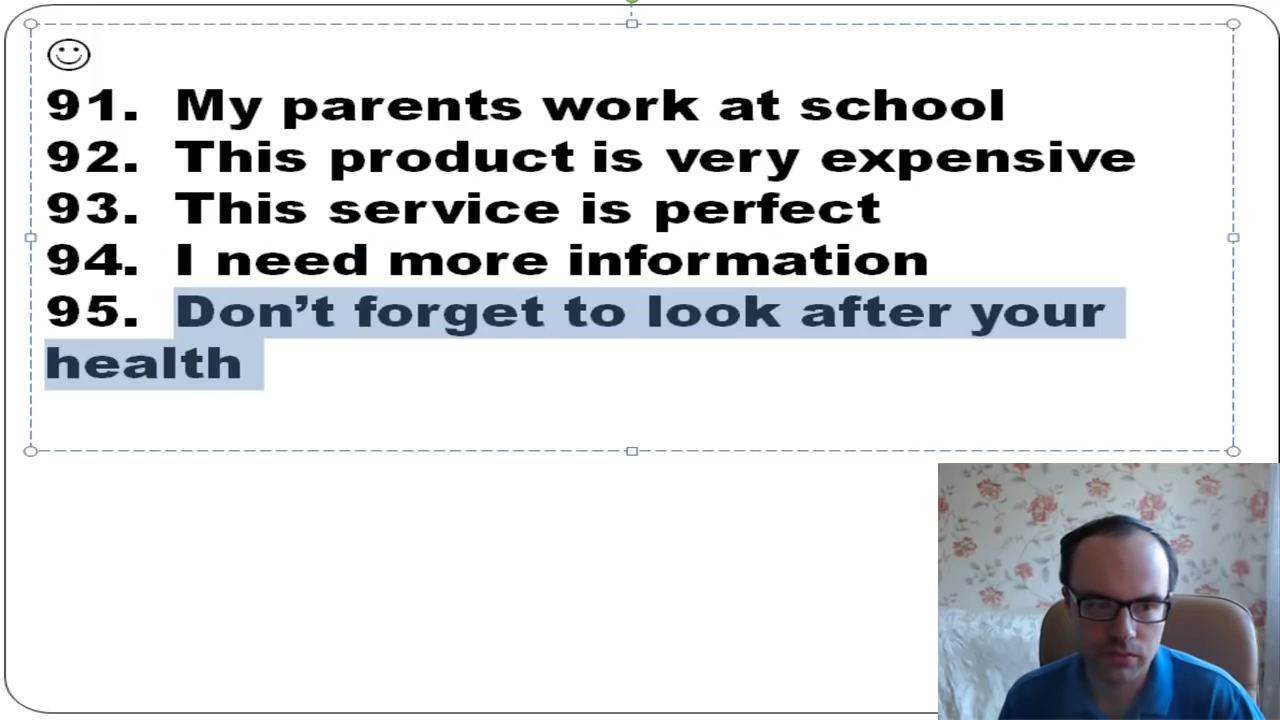 91. My parents work at school
92. This product is very expensive
93. This service is perfect
94. I need more information
95. Don’t forget to look after your
health